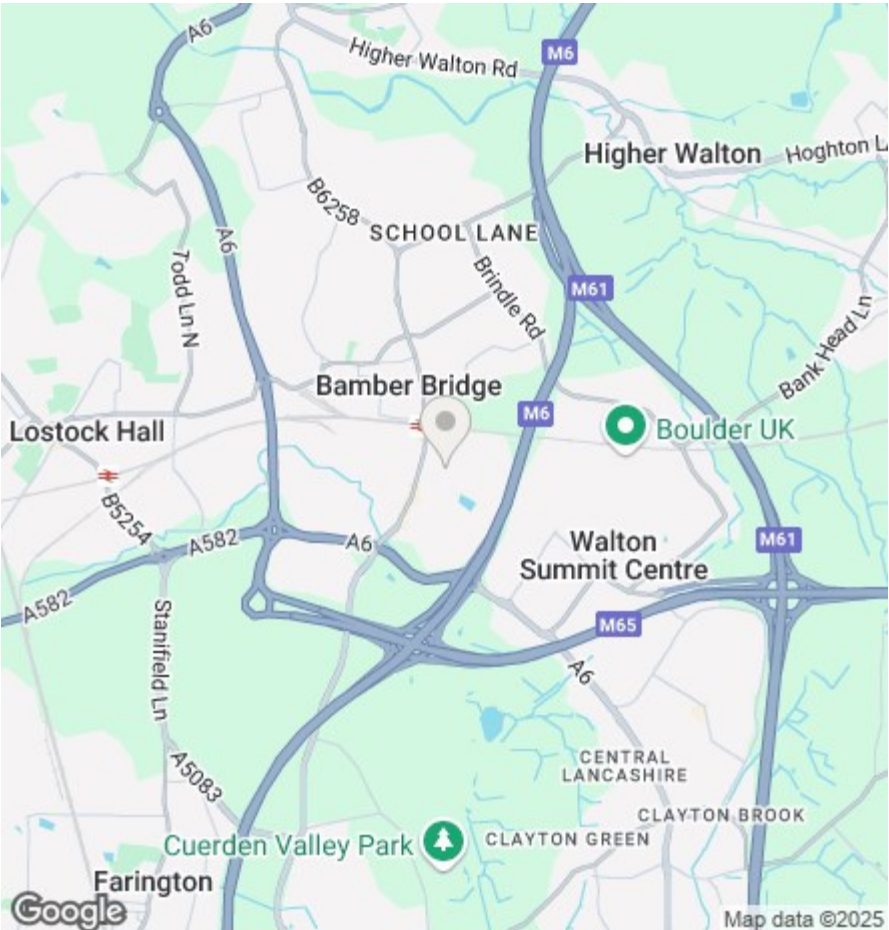 A6
Higher Walton Rd
M6
Higher Walton
Hoghton L
B6258
SCHOOL LANE
A6
Todd Ln N
Brindle Rd
M61
Bank Head Ln
Bamber Bridge
M6
Lostock Hall
Boulder UK
B5254
A582
A6
Walton
Summit Centre
M61
A582
Stanifield Ln
M65
A6
A5083
CENTRAL
LANCASHIRE
CLAYTON BROOK
Cuerden Valley Park
CLAYTON GREEN
Farington
Google
Map data ©2025